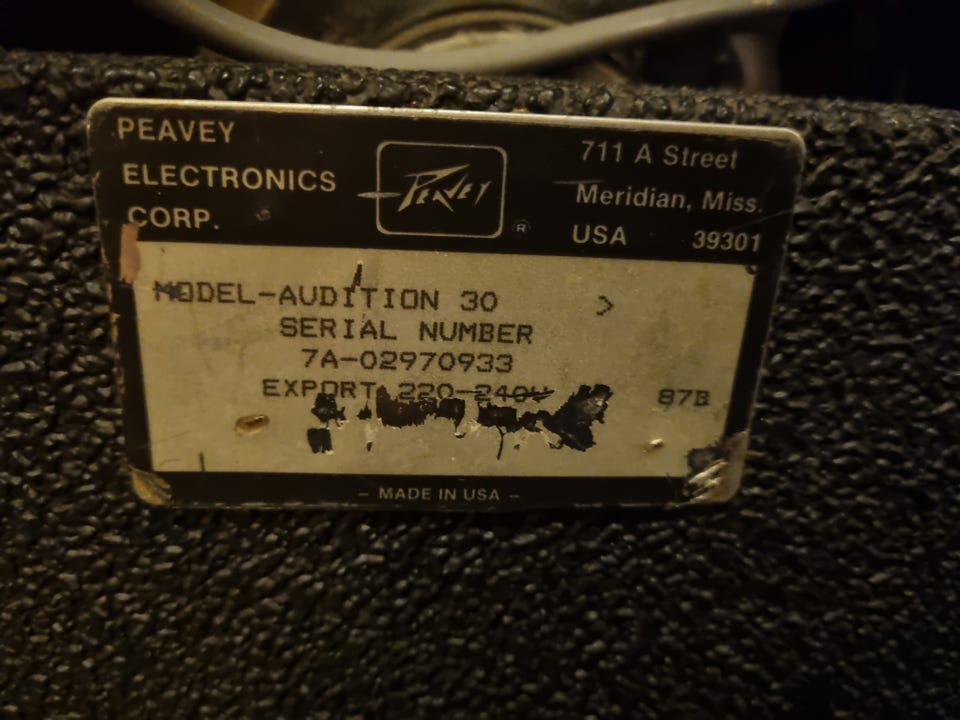 PEAVEY
ELECTRONICS
CORP.
PEAVEY
®
711 A Street
Meridian, Miss.
USA 39301
MODEL-AUDITION 30 >
SERIAL NUMBER
7A-02970933
EXPORT 220-240V 87B
– MADE IN USA –